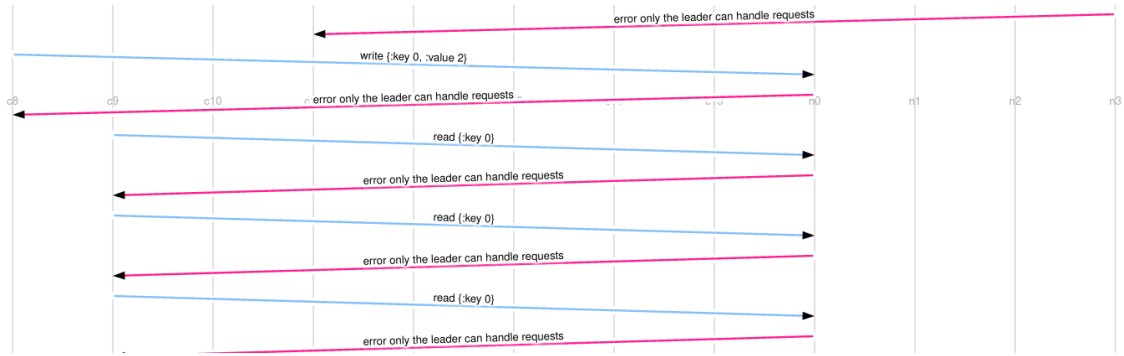 error only the leader can handle requests
write {:key 0, :value 2}
error only the leader can handle requests
c8 c9 c10 n0 n1 n2 n3
read {:key 0}
error only the leader can handle requests
read {:key 0}
error only the leader can handle requests
read {:key 0}
error only the leader can handle requests